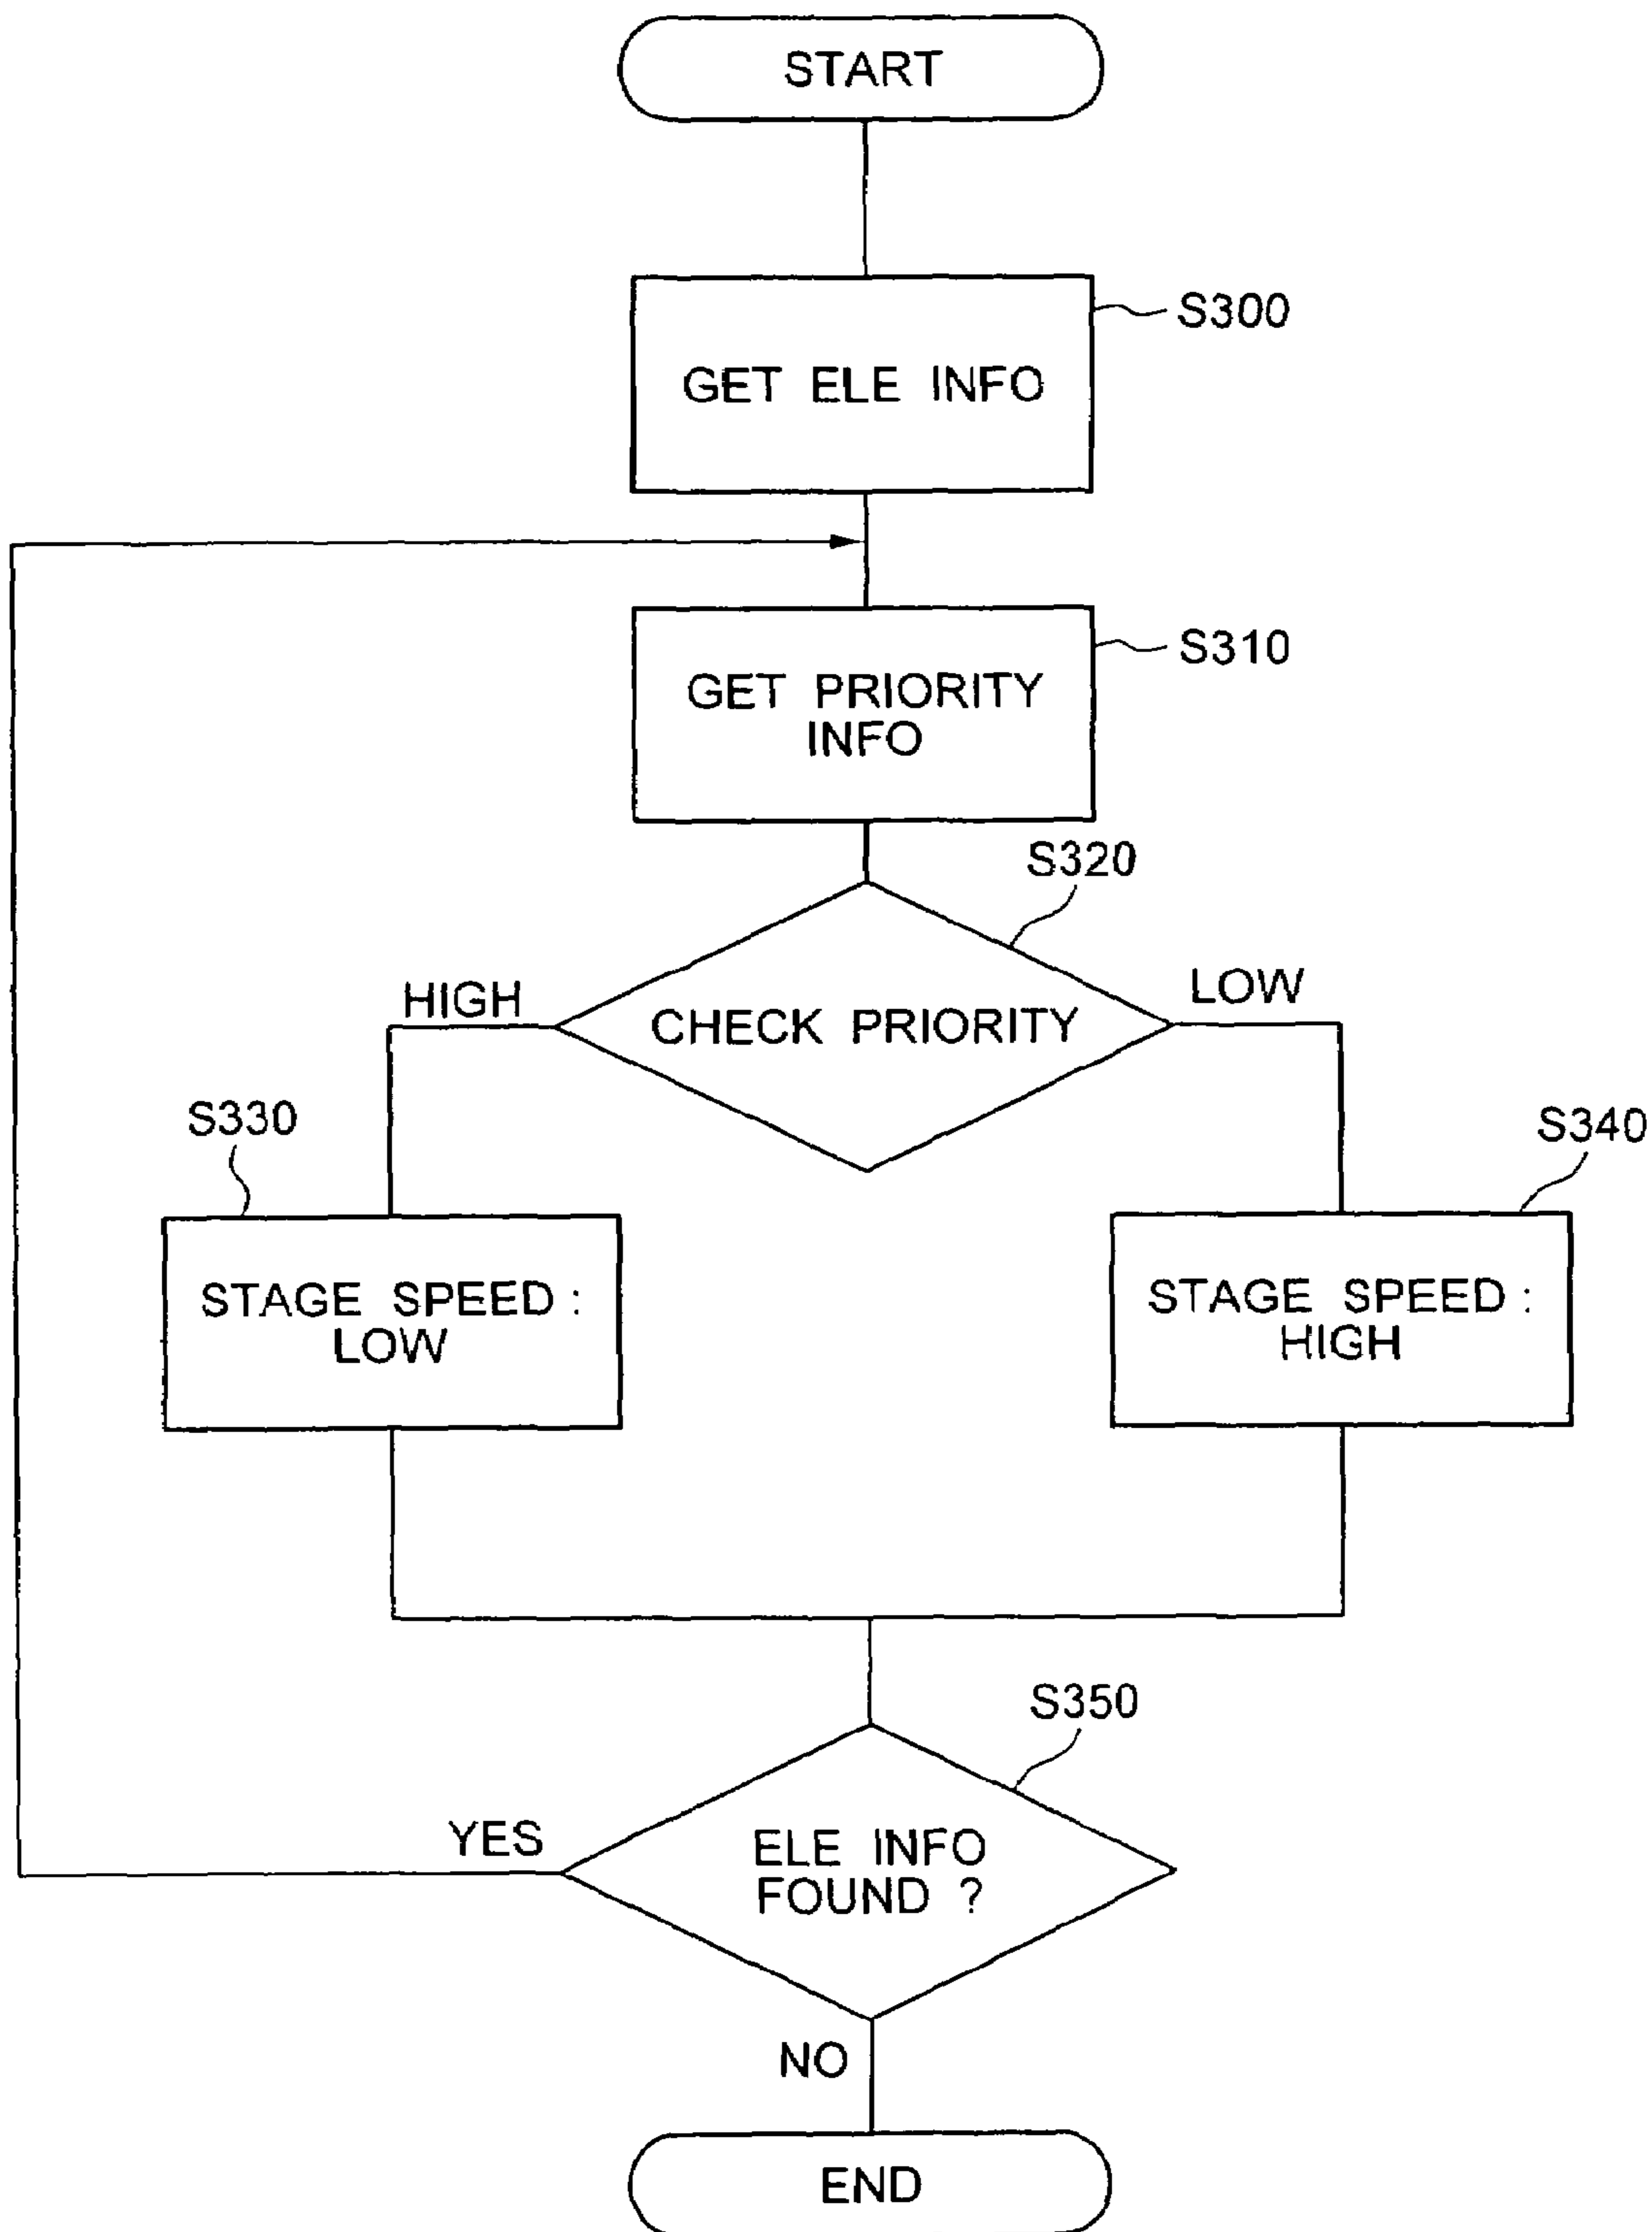 START
S300
GET ELE INFO
S310
GET PRIORITY
INFO
S320
HIGH
LOW
CHECK PRIORITY
S330
S340
STAGE SPEED :
LOW
STAGE SPEED :
HIGH
S350
YES
ELE INFO
FOUND ?
NO
END